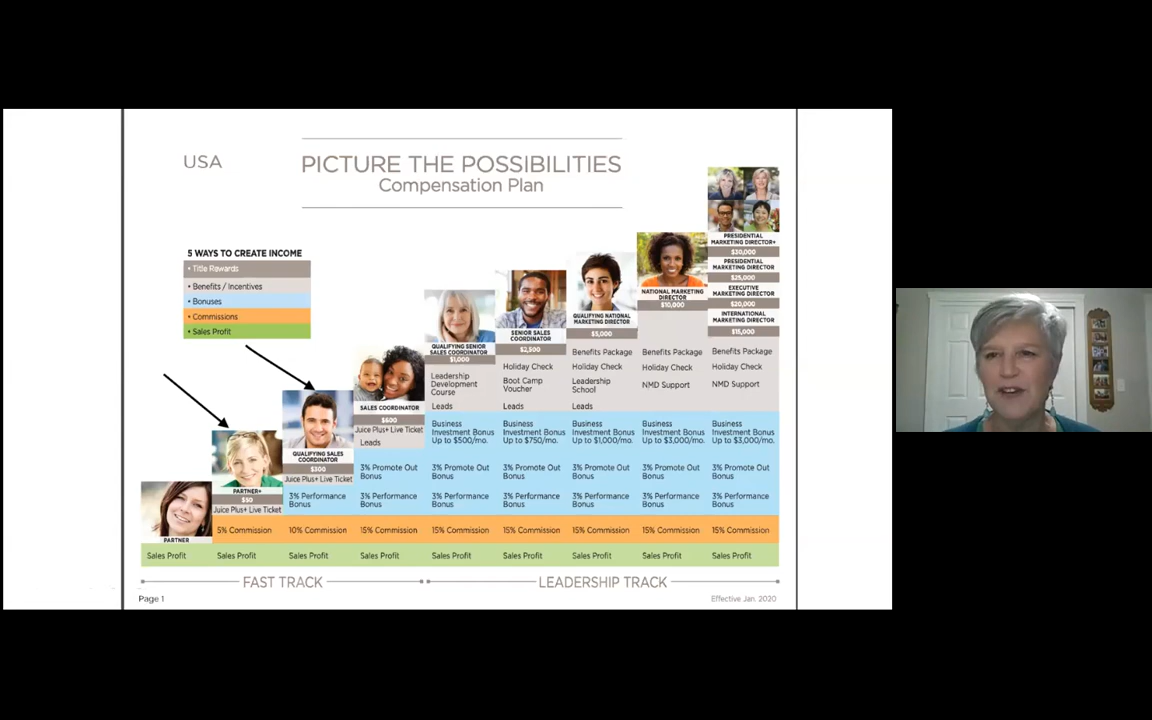 USA
PICTURE THE POSSIBILITIES
Compensation Plan
5 WAYS TO CREATE INCOME
• Title Rewards
• Benefits / Incentives
• Bonuses
• Commissions
• Sales Profit
PARTNER
Sales Profit
PARTNER+
$50
Juice Plus+ Live Ticket
5% Commission
Sales Profit
QUALIFYING SALES
COORDINATOR
$300
Juice Plus+ Live Ticket
3% Performance
Bonus
10% Commission
Sales Profit
SALES COORDINATOR
$600
Juice Plus+ Live Ticket
Leads
3% Promote Out
Bonus
3% Performance
Bonus
15% Commission
Sales Profit
QUALIFYING SENIOR
SALES COORDINATOR
$1,000
Leadership
Development
Course
Leads
Business
Investment Bonus
Up to $500/mo.
3% Promote Out
Bonus
3% Performance
Bonus
15% Commission
Sales Profit
SENIOR SALES
COORDINATOR
$2,500
Holiday Check
Boot Camp
Voucher
Leads
Business
Investment Bonus
Up to $750/mo.
3% Promote Out
Bonus
3% Performance
Bonus
15% Commission
Sales Profit
QUALIFYING NATIONAL
MARKETING DIRECTOR
$5,000
Benefits Package
Holiday Check
Leadership
School
Leads
Business
Investment Bonus
Up to $1,000/mo.
3% Promote Out
Bonus
3% Performance
Bonus
15% Commission
Sales Profit
NATIONAL MARKETING
DIRECTOR
$10,000
Benefits Package
Holiday Check
NMD Support
Business
Investment Bonus
Up to $3,000/mo.
3% Promote Out
Bonus
3% Performance
Bonus
15% Commission
Sales Profit
PRESIDENTIAL
MARKETING DIRECTOR+
$30,000
PRESIDENTIAL
MARKETING DIRECTOR
$25,000
EXECUTIVE
MARKETING DIRECTOR
$20,000
INTERNATIONAL
MARKETING DIRECTOR
$15,000
Benefits Package
Holiday Check
NMD Support
Business
Investment Bonus
Up to $3,000/mo.
3% Promote Out
Bonus
3% Performance
Bonus
15% Commission
Sales Profit
FAST TRACK
LEADERSHIP TRACK
Page 1
Effective Jan. 2020